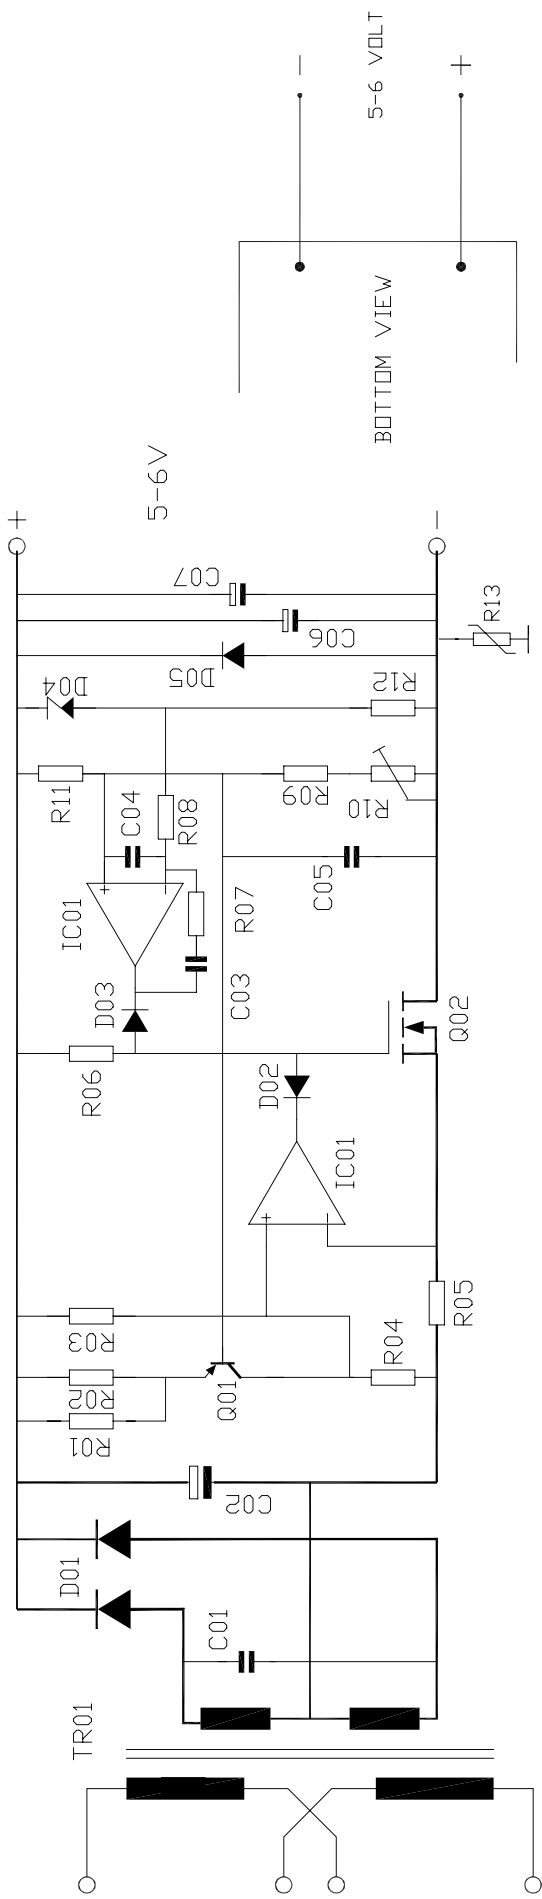 5-6 VOLT
-
+
BOTTOM VIEW
5-6V
+
-
C07
C06
D05
R13
D04
R12
R11
C04
R08
R09
R10
+
-
IC01
R07
C05
D03
C03
R06
Q02
D02
IC01
+
-
R03
R02
R01
Q01
R04
R05
C02
D01
C01
TR01